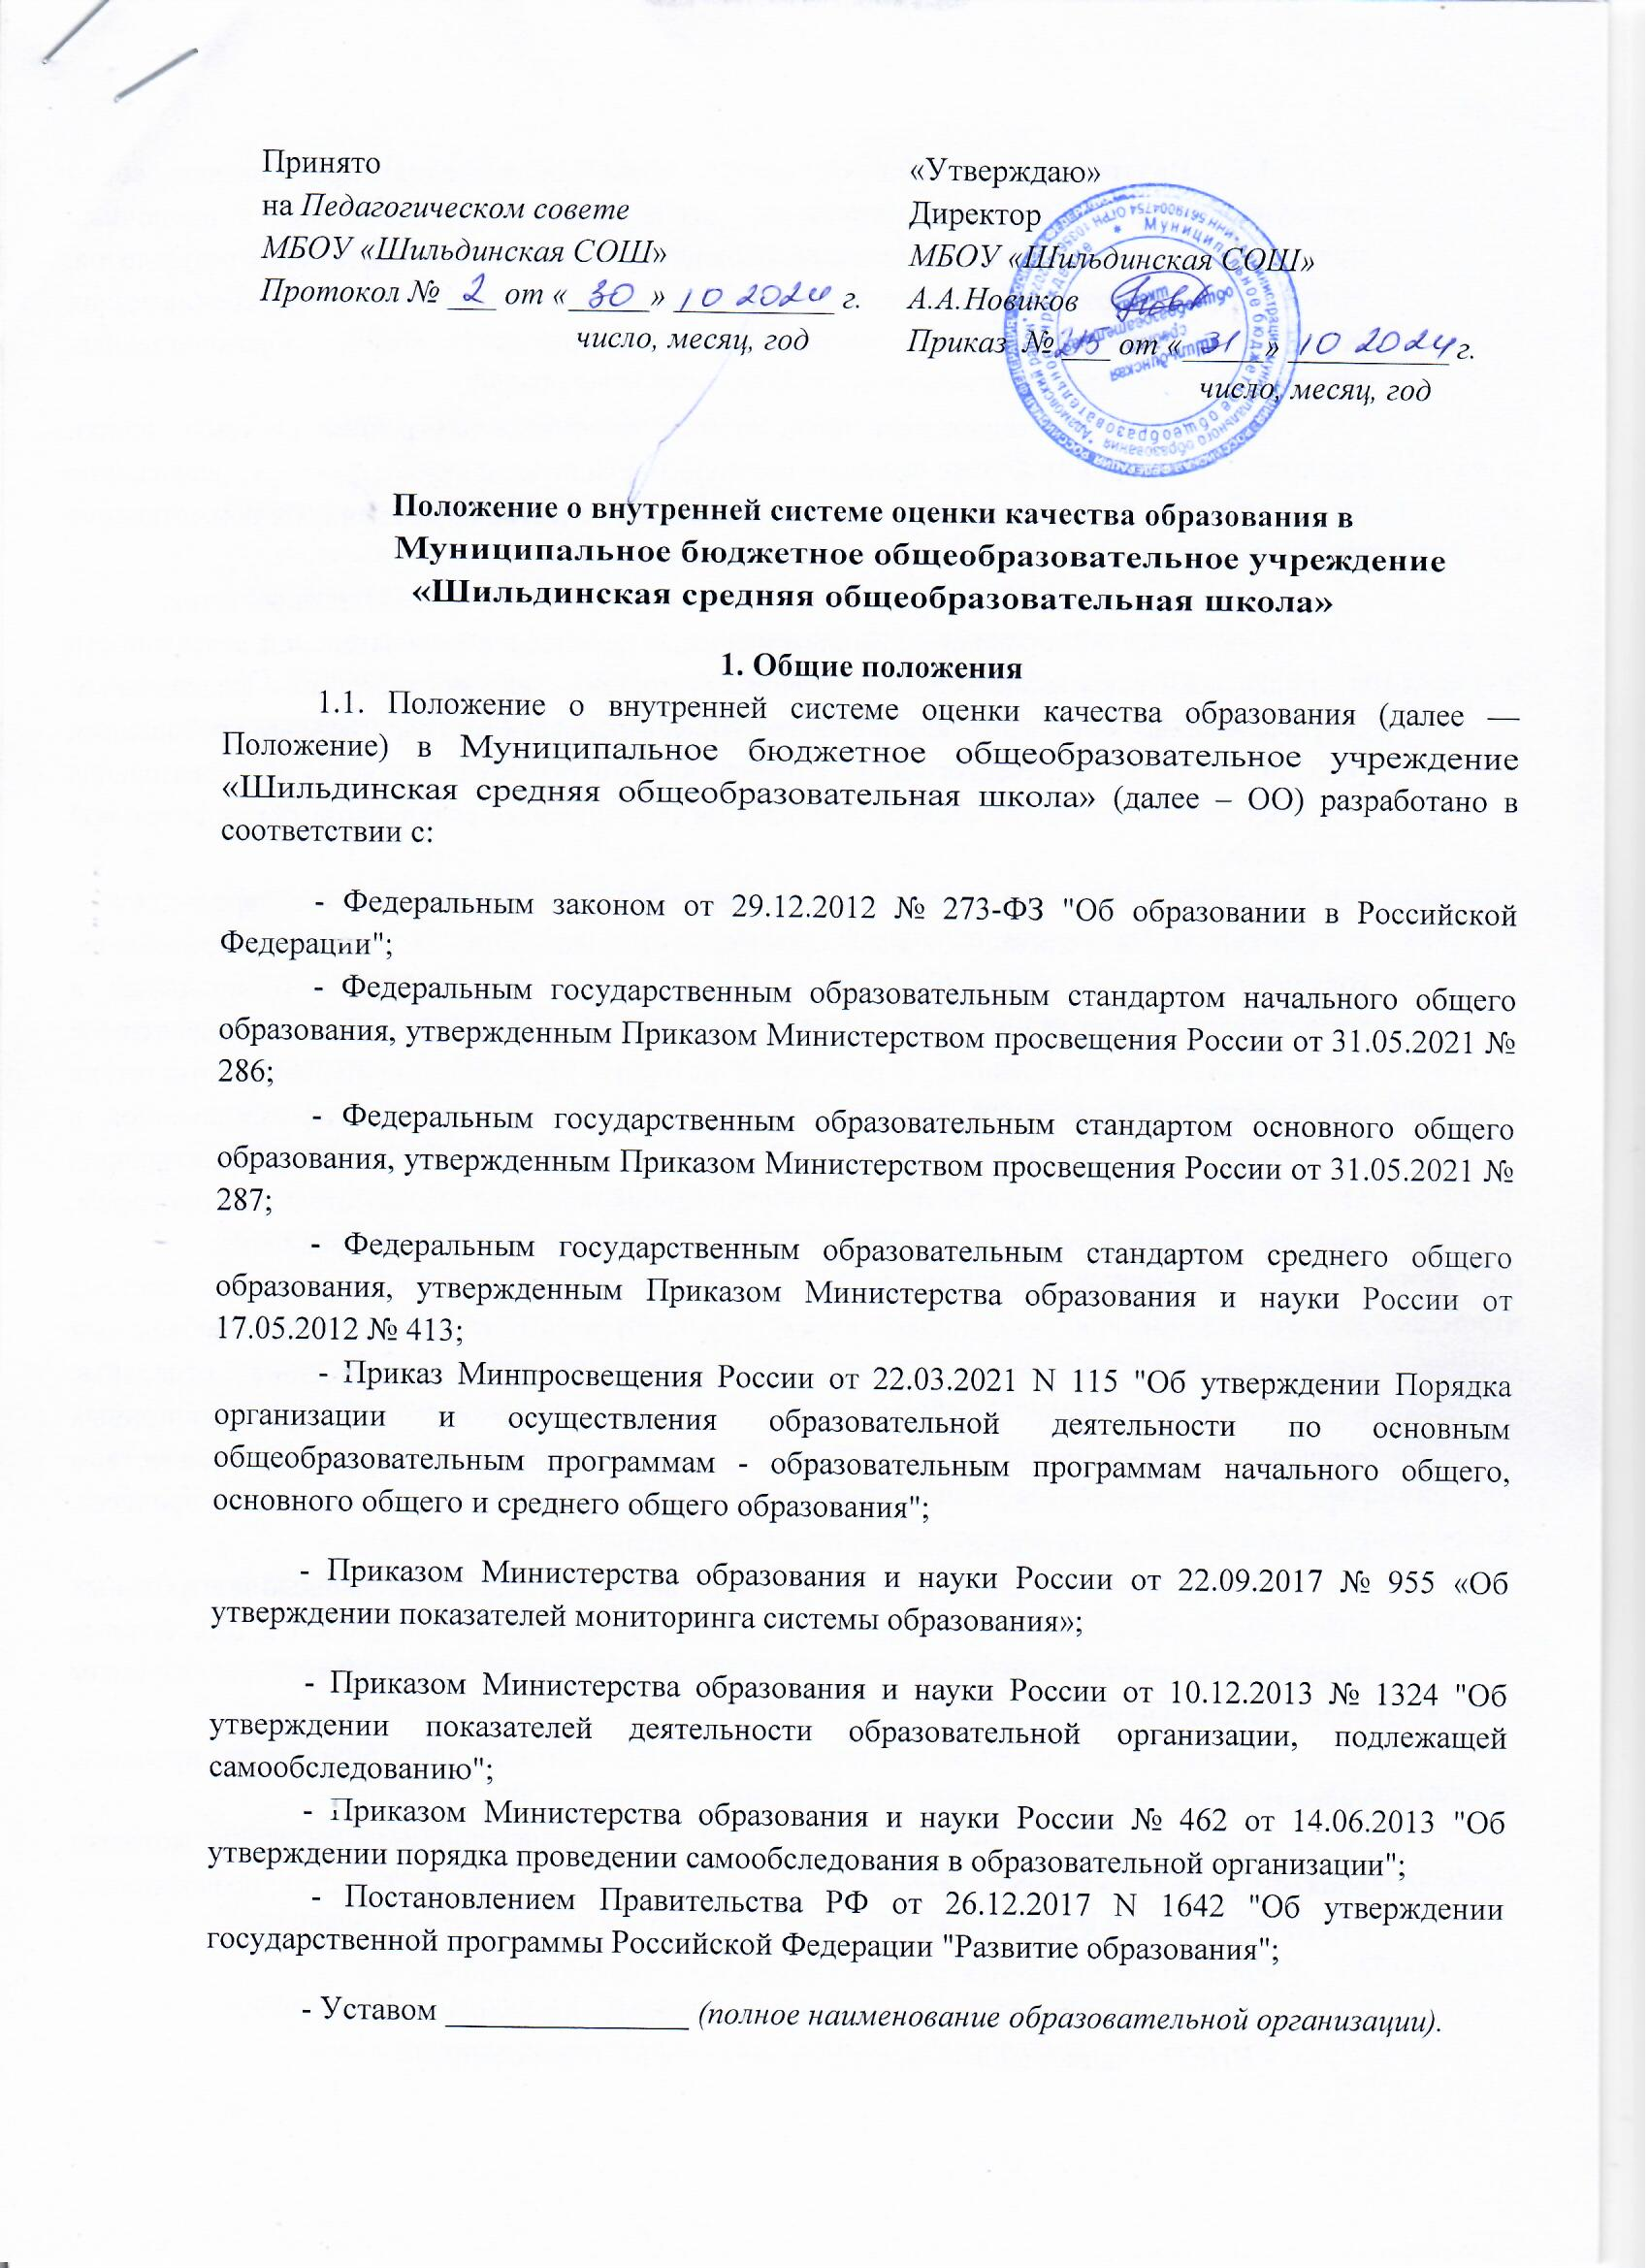 Принято
на Педагогическом совете
МБОУ «Шильдинская СОШ»
Протокол № 2 от « 30 » 10 2024 г.
число, месяц, год
«Утверждаю»
Директор
МБОУ «Шильдинская СОШ»
А.А.Новиков
Приказ № 245 от « 31 » 10 2024 г.
число, месяц, год
Положение о внутренней системе оценки качества образования в
Муниципальное бюджетное общеобразовательное учреждение
«Шильдинская средняя общеобразовательная школа»
1. Общие положения
1.1. Положение о внутренней системе оценки качества образования (далее —
Положение) в Муниципальное бюджетное общеобразовательное учреждение
«Шильдинская средняя общеобразовательная школа» (далее – ОО) разработано в
соответствии с:
- Федеральным законом от 29.12.2012 № 273-ФЗ "Об образовании в Российской
Федерации";
- Федеральным государственным образовательным стандартом начального общего
образования, утвержденным Приказом Министерством просвещения России от 31.05.2021 №
286;
- Федеральным государственным образовательным стандартом основного общего
образования, утвержденным Приказом Министерством просвещения России от 31.05.2021 №
287;
- Федеральным государственным образовательным стандартом среднего общего
образования, утвержденным Приказом Министерства образования и науки России от
17.05.2012 № 413;
- Приказ Минпросвещения России от 22.03.2021 N 115 "Об утверждении Порядка
организации и осуществления образовательной деятельности по основным
общеобразовательным программам - образовательным программам начального общего,
основного общего и среднего общего образования";
- Приказом Министерства образования и науки России от 22.09.2017 № 955 «Об
утверждении показателей мониторинга системы образования»;
- Приказом Министерства образования и науки России от 10.12.2013 № 1324 "Об
утверждении показателей деятельности образовательной организации, подлежащей
самообследованию";
- Приказом Министерства образования и науки России № 462 от 14.06.2013 "Об
утверждении порядка проведении самообследования в образовательной организации";
- Постановлением Правительства РФ от 26.12.2017 N 1642 "Об утверждении
государственной программы Российской Федерации "Развитие образования";
- Уставом ________________ (полное наименование образовательной организации).